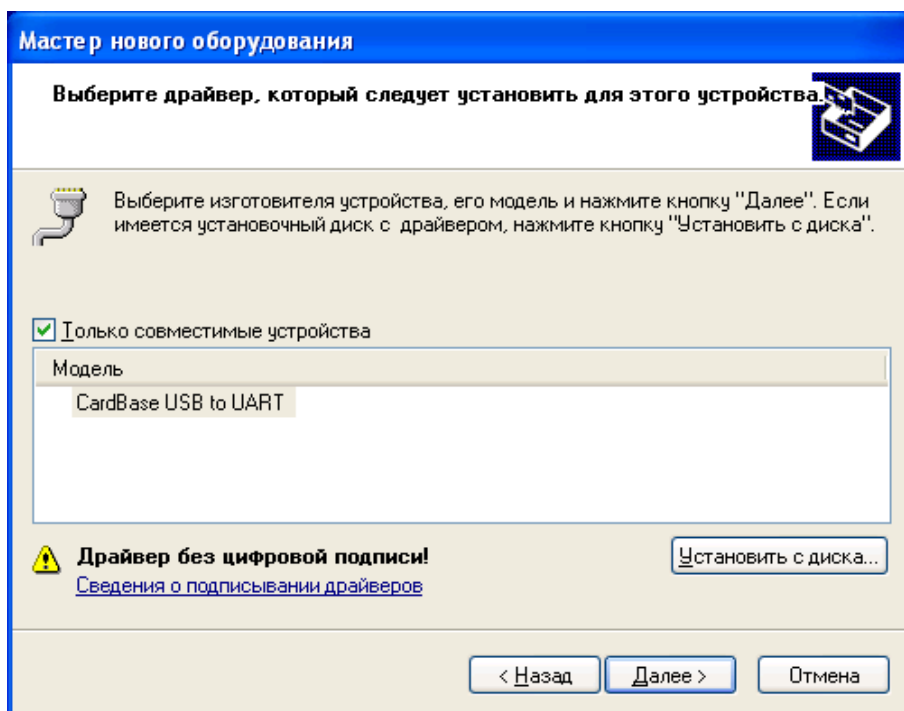 Мастер нового оборудования
Выберите драйвер, который следует установить для этого устройства.
Выберите изготовителя устройства, его модель и нажмите кнопку "Далее". Если
имеется установочный диск с драйвером, нажмите кнопку "Установить с диска".
Только совместимые устройства
Модель
CardBase USB to UART
Драйвер без цифровой подписи!
Установить с диска...
Сведения о подписывании драйверов
< Назад
Далее >
Отмена